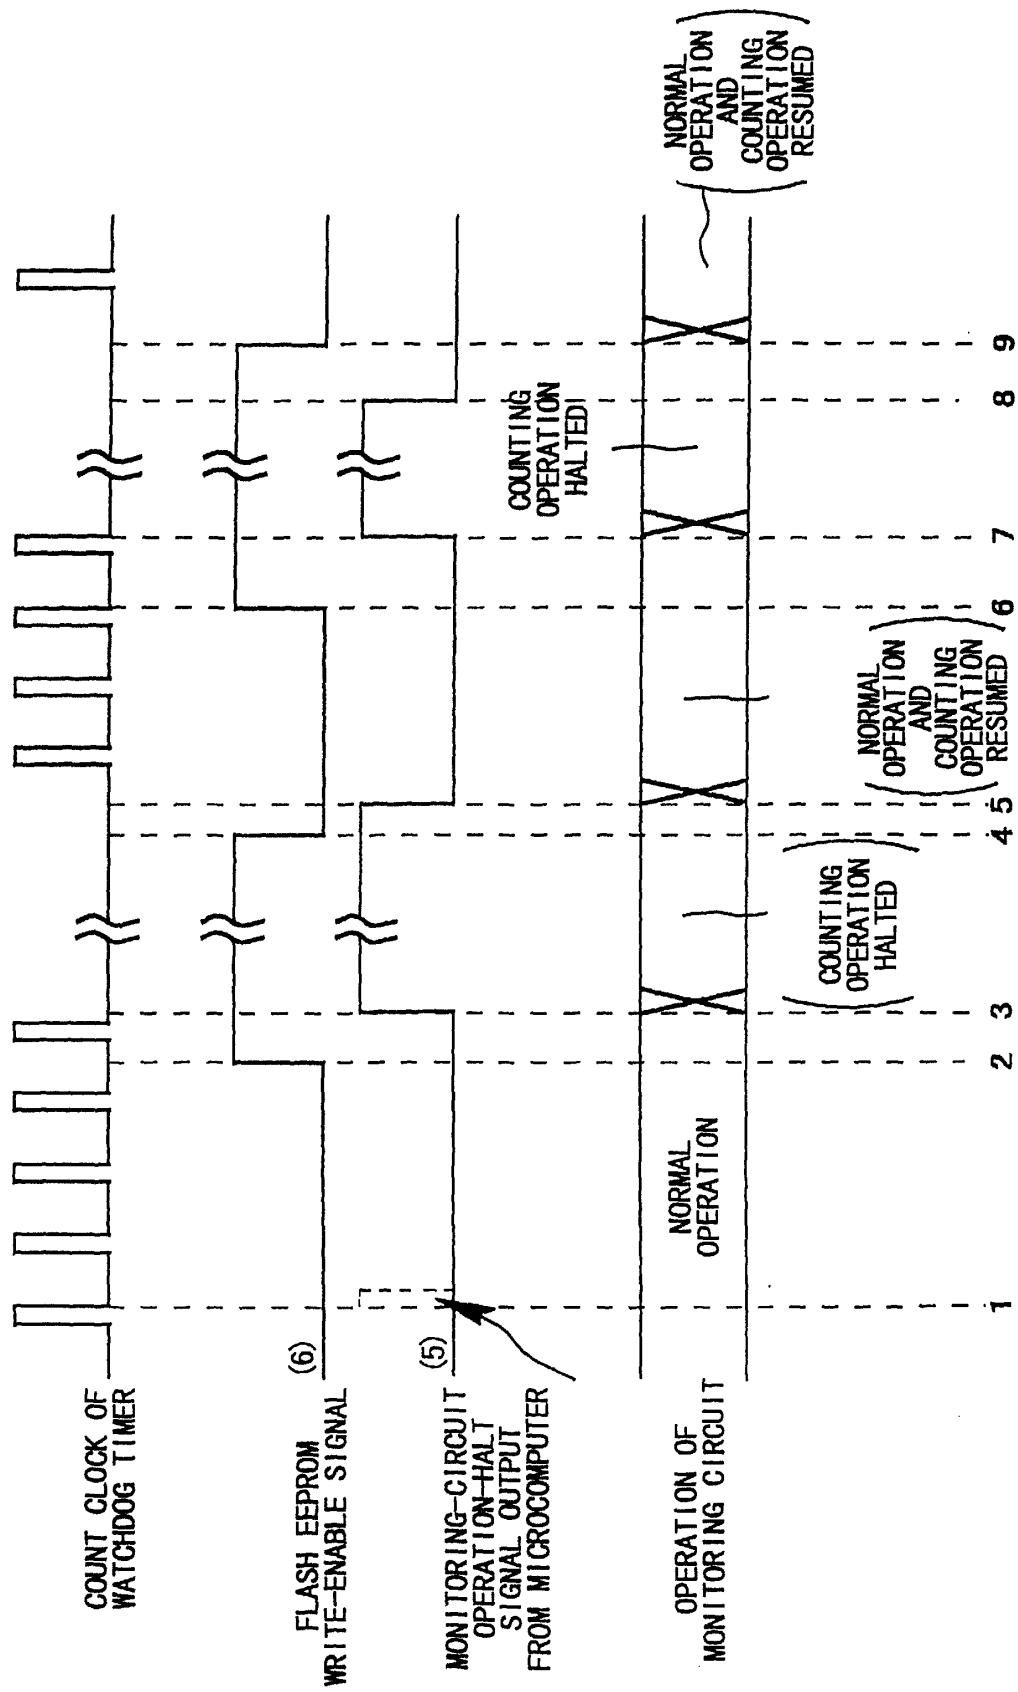 COUNT CLOCK OF
WATCHDOG TIMER
FLASH EEPROM
WRITE-ENABLE SIGNAL
(6)
MONITORING-CIRCUIT
OPERATION-HALT
SIGNAL OUTPUT
FROM MICROCOMPUTER
(5)
OPERATION OF
MONITORING CIRCUIT
NORMAL
OPERATION
COUNTING
OPERATION
HALTED
NORMAL
OPERATION
AND
COUNTING
OPERATION
RESUMED
COUNTING
OPERATION
HALTED
NORMAL
OPERATION
AND
COUNTING
OPERATION
RESUMED
1 2 3 4 5 6 7 8 9